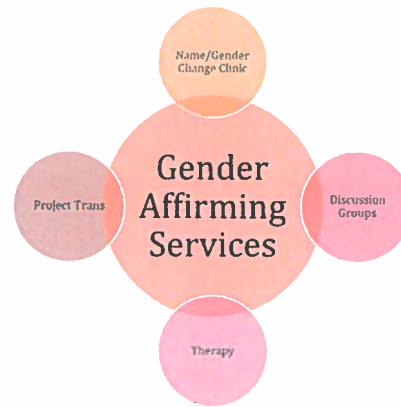 Name/Gender
Change Clinic
Project Trans
Gender
Affirming
Services
Discussion
Groups
Therapy